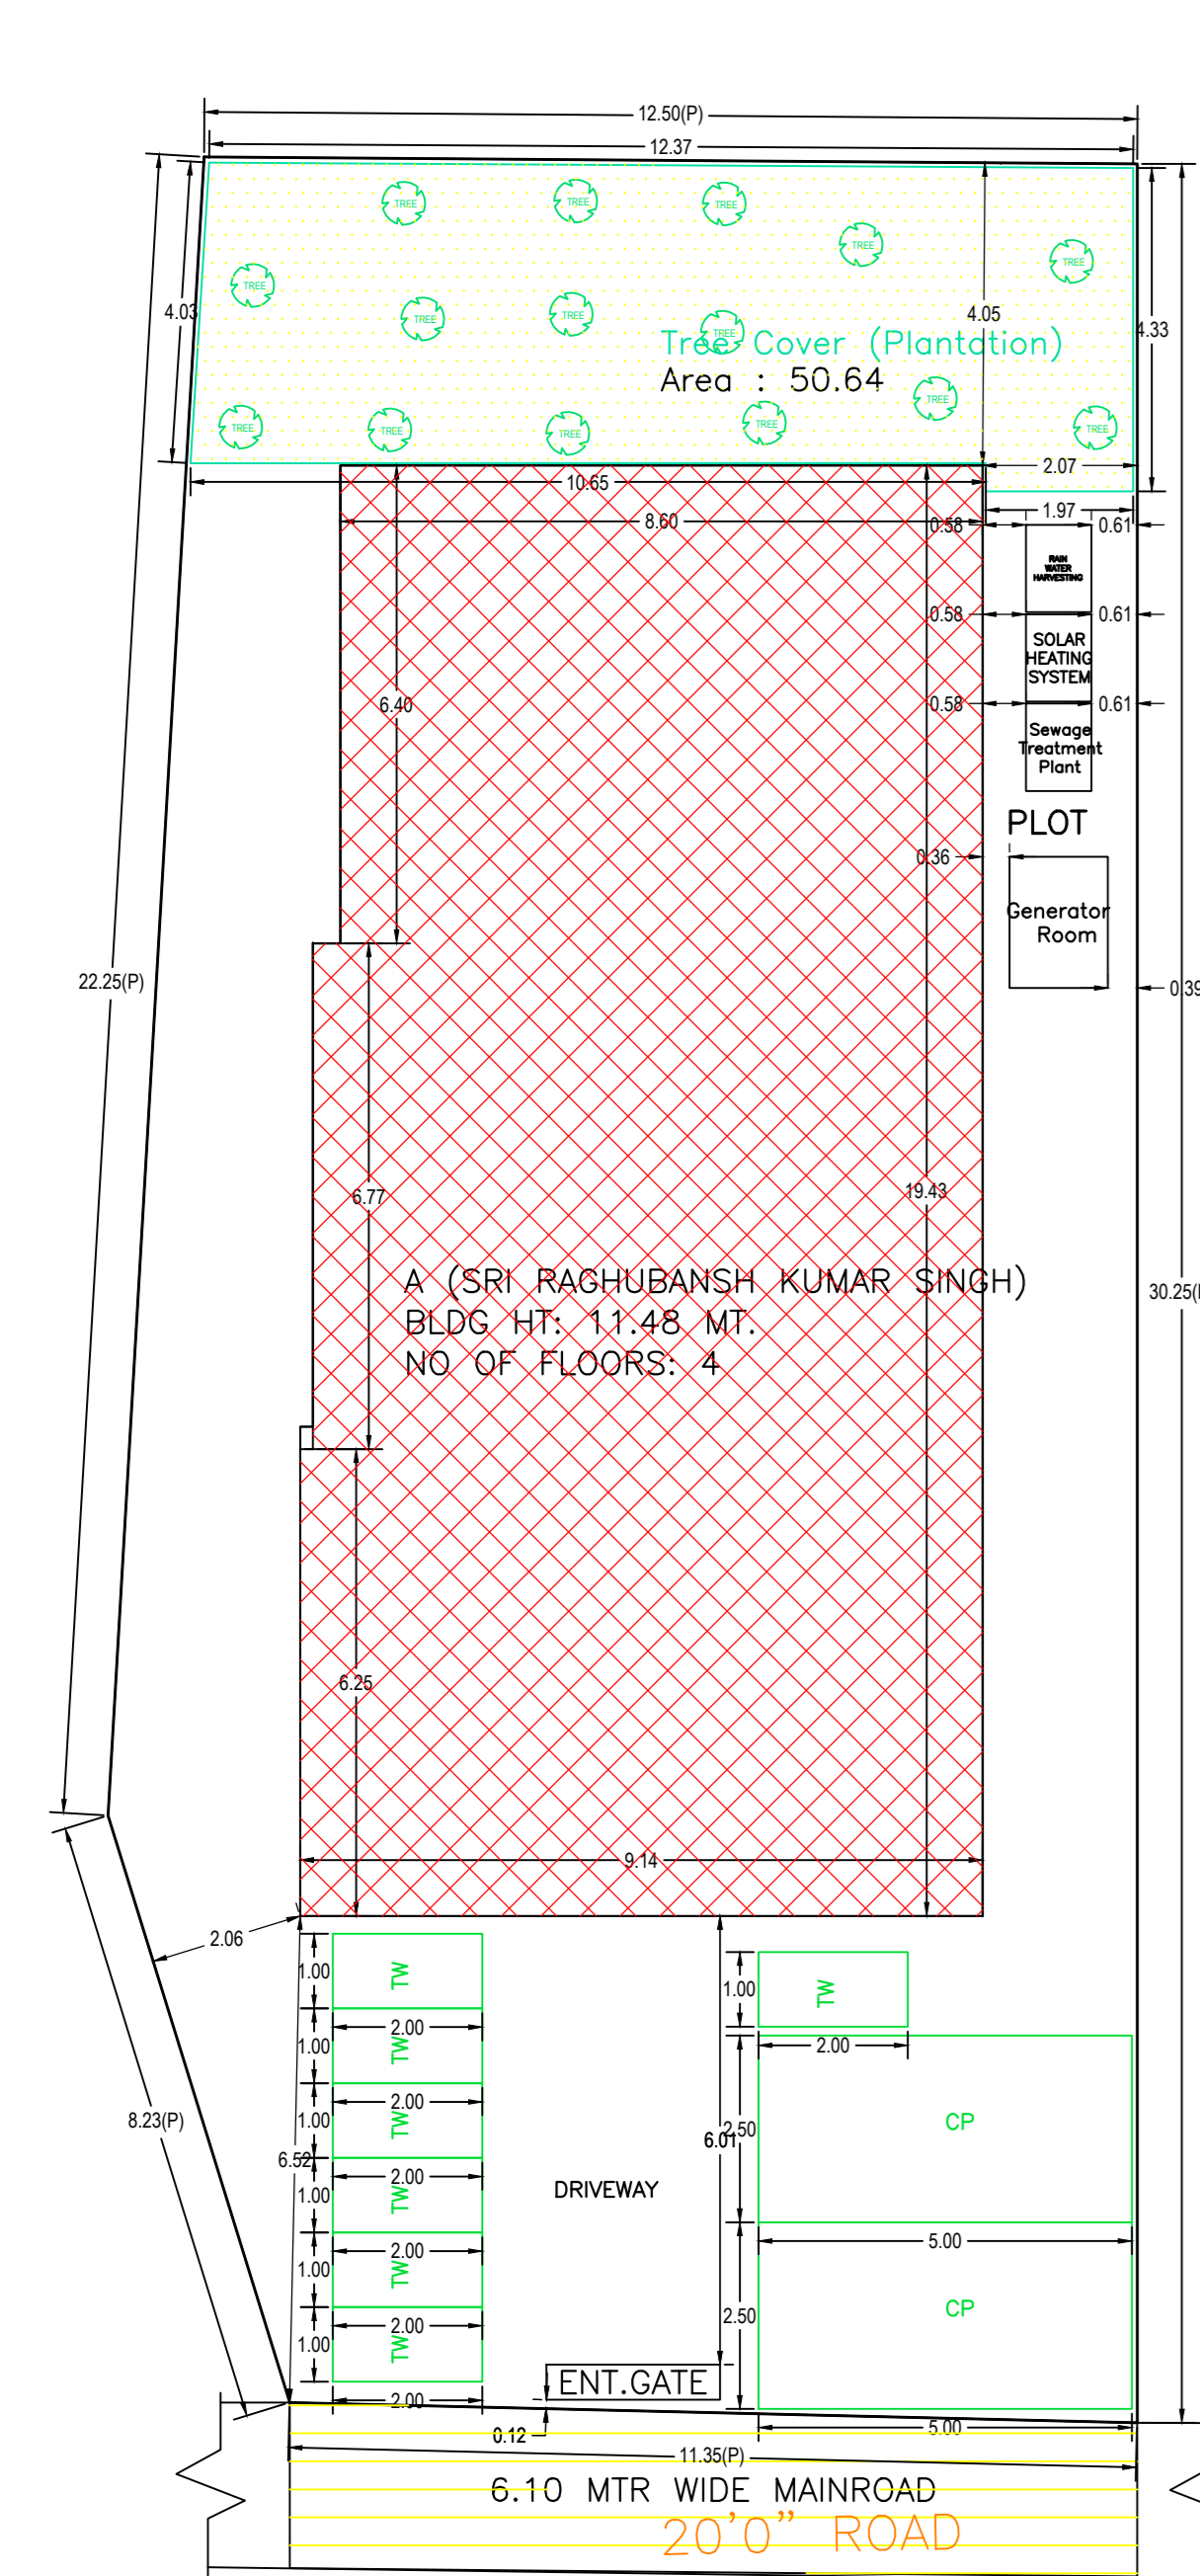 12.50(P)
12.37
TREE
TREE
TREE
TREE
TREE
TREE
TREE
TREE
TREE
4.03
4.05
4.33
Tree Cover (Plantation)
Area : 50.64
TREE
TREE
TREE
TREE
TREE
TREE
2.07
10.65
1.97
8.60
0.58
0.61
RAIN
WATER
HARVESTING
0.58
0.61
SOLAR
HEATING
SYSTEM
6.40
0.58
0.61
Sewage
Treatment
Plant
PLOT
0.36
Generator
Room
22.25(P)
0.39
6.77
19.43
A (SRI RAGHUBANSH KUMAR SINGH)
BLDG HT: 11.48 MT.
NO OF FLOORS: 4
30.25(
6.25
9.14
2.06
1.00
TW
1.00
TW
2.00
2.00
1.00
TW
2.00
1.00
TW
CP
8.23(P)
6.01
2.50
6.52
2.00
DRIVEWAY
1.00
TW
2.00
5.00
1.00
TW
2.00
CP
2.50
1.00
TW
ENT.GATE
2.00
0.12
5.00
11.35(P)
6.10 MTR WIDE MAINROAD
20'0" ROAD